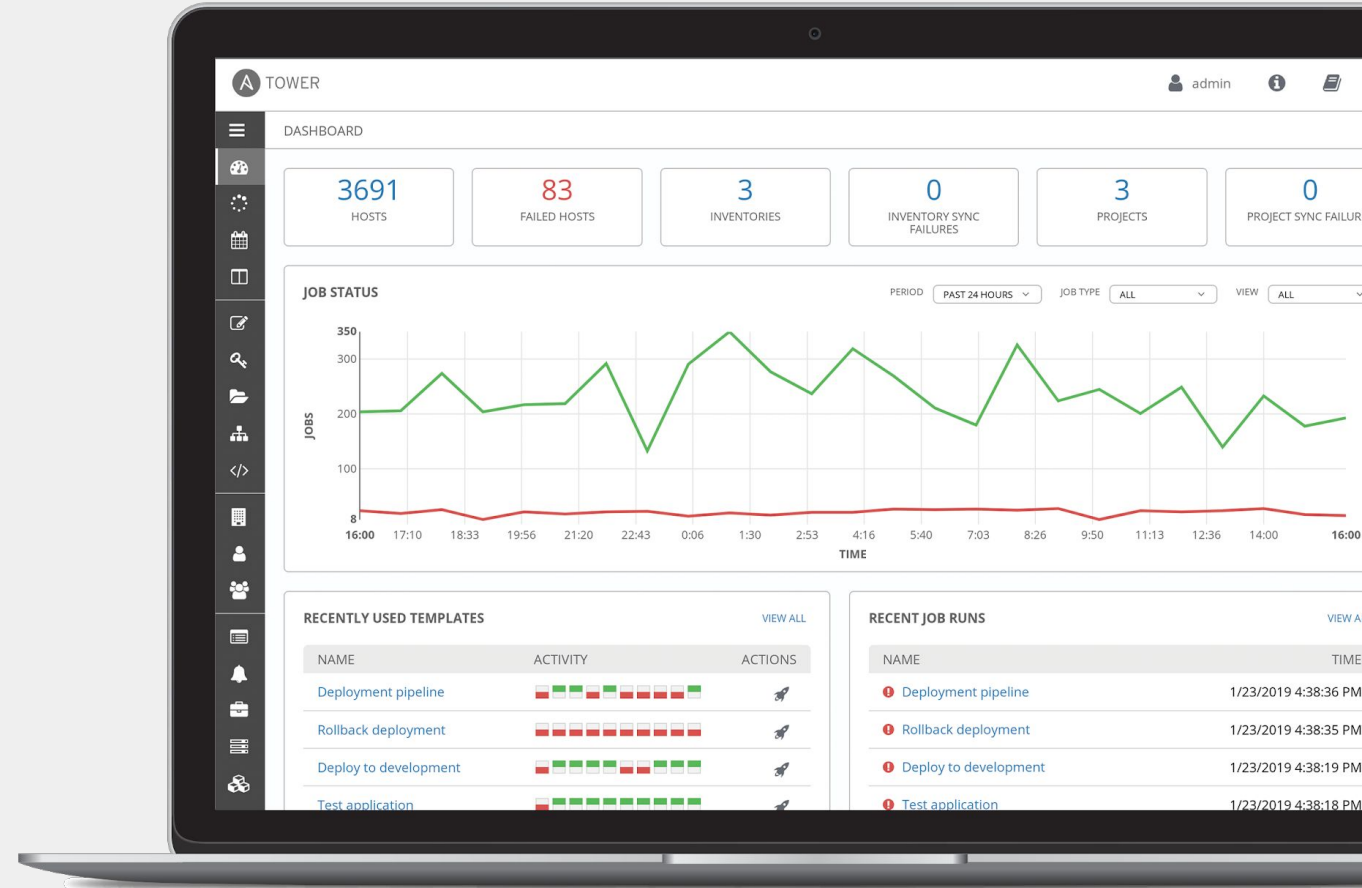 TOWER
admin
DASHBOARD
3691
HOSTS
83
FAILED HOSTS
3
INVENTORIES
0
INVENTORY SYNC
FAILURES
3
PROJECTS
0
PROJECT SYNC FAILUR
JOB STATUS
PERIOD PAST 24 HOURS JOB TYPE ALL VIEW ALL
350
300
200
100
8
JOBS
16:00 17:10 18:33 19:56 21:20 22:43 0:06 1:30 2:53 4:16 5:40 7:03 8:26 9:50 11:13 12:36 14:00 16:00
TIME
RECENTLY USED TEMPLATES VIEW ALL
NAME ACTIVITY ACTIONS
Deployment pipeline
Rollback deployment
Deploy to development
Test application
RECENT JOB RUNS VIEW A
NAME TIME
Deployment pipeline 1/23/2019 4:38:36 PM
Rollback deployment 1/23/2019 4:38:35 PM
Deploy to development 1/23/2019 4:38:19 PM
Test application 1/23/2019 4:38:18 PM